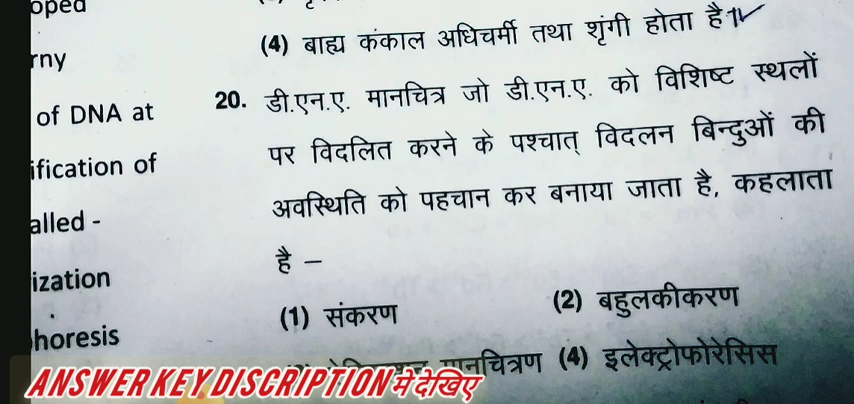 oped
rny
of DNA at
ification of
alled -
ization
horesis
(4) बाह्य कंकाल अधिचर्मी तथा शृंगी होता है
20. डी.एन.ए. मानचित्र जो डी.एन.ए. को विशिष्ट स्थलों
पर विदलित करने के पश्चात् विदलन बिन्दुओं की
अवस्थिति को पहचान कर बनाया जाता है, कहलाता
है –
(1) संकरण (2) बहुलकीकरण
मानचित्रण (4) इलेक्ट्रोफोरेसिस
ANSWER KEY DISCRIPTION मे देखिए